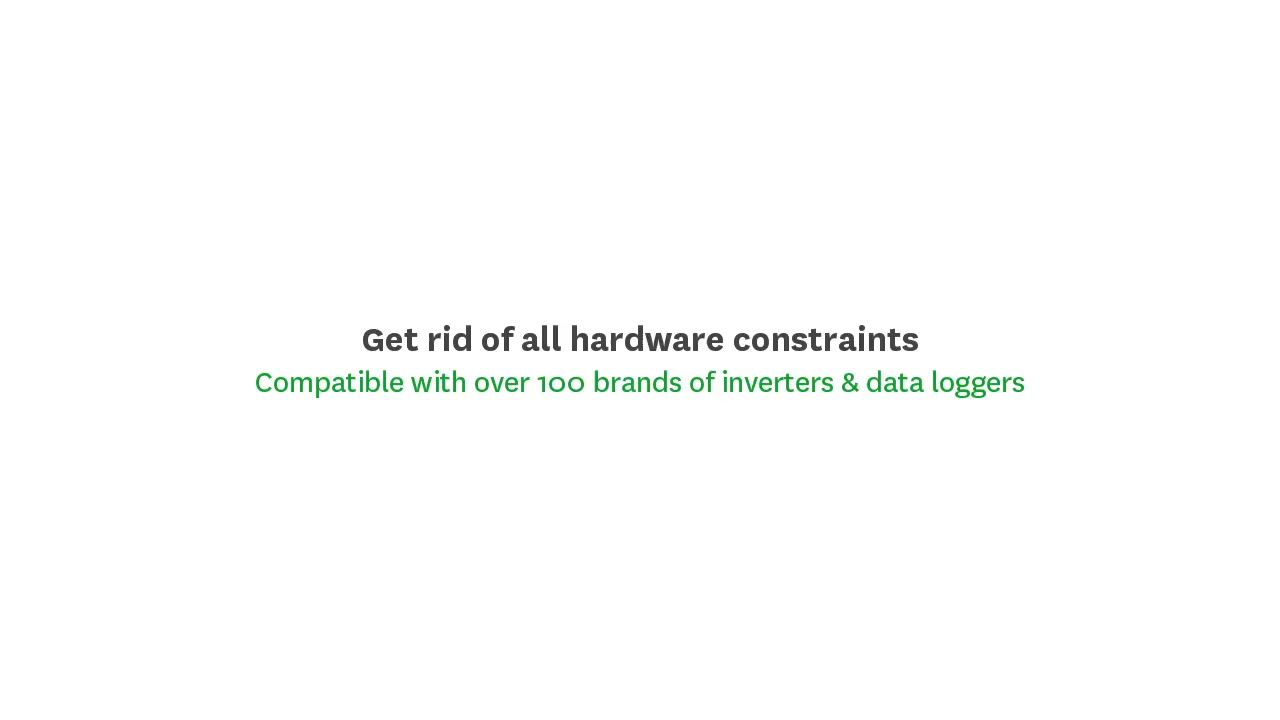 Get rid of all hardware constraints
Compatible with over 100 brands of inverters & data loggers